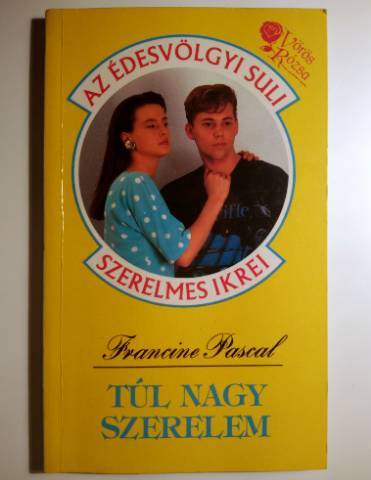 AZ ÉDESVÖLGYI SULI
Vörös
Rózsa
SZERELMES IKREI
Francine Pascal
TÚL NAGY
SZERELEM